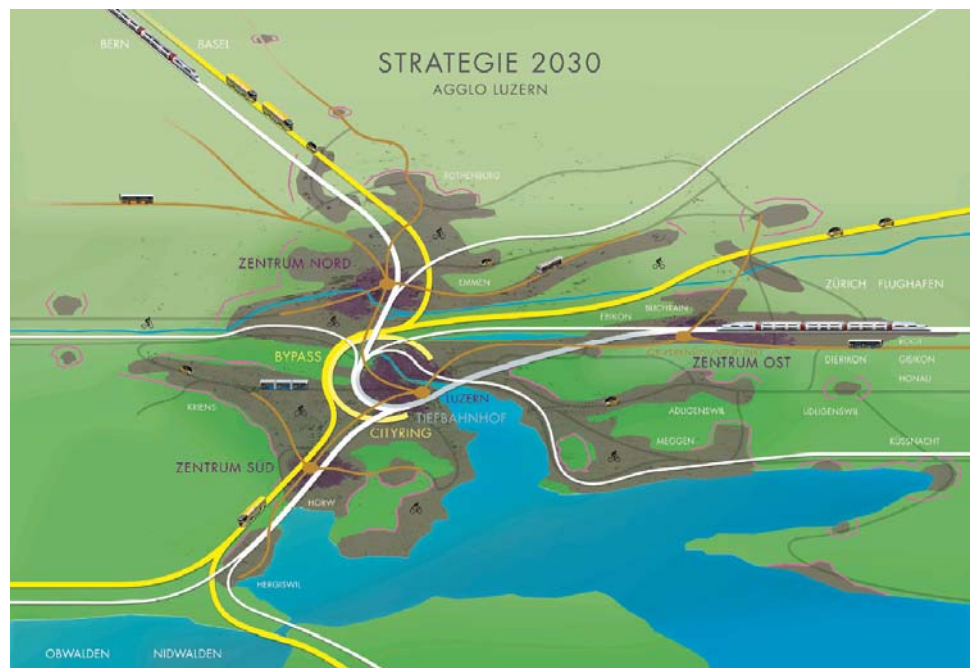 BERN BASEL
STRATEGIE 2030
AGGLO LUZERN
ROTHENBURG
ZENTRUM NORD
EMMEN
ZÜRICH FLUGHAFEN
BUCHRAIN
EBIKON
ROOT
BYPASS
ZENTRUM OST
DIERIKON
GISIKON
HONAU
LUZERN
KRIENS
TIEFBAHNHOF
ADLIGENSWIL
UDLIGENSWIL
CITYRING
MEGGEN
KÜSSNACHT
ZENTRUM SÜD
HORW
HERGISWIL
OBWALDEN NIDWALDEN